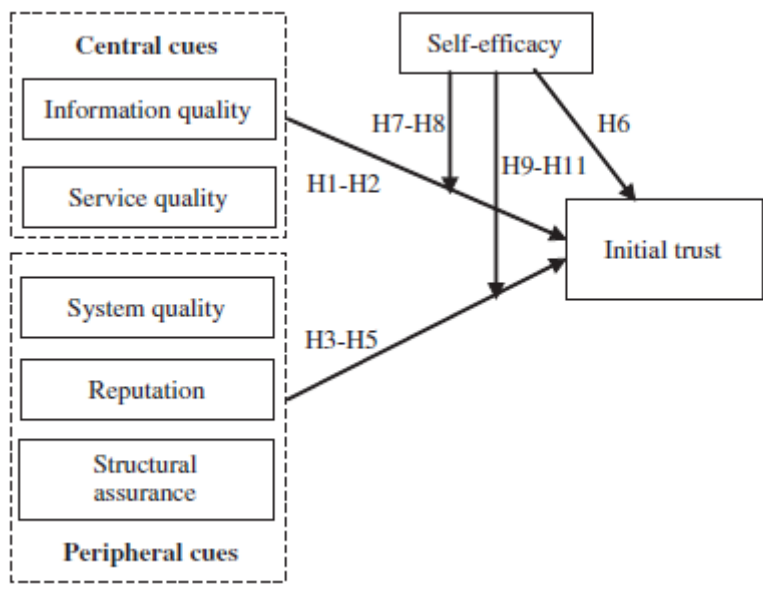 Central cues
Information quality
Service quality
System quality
Reputation
Structural
assurance
Peripheral cues
Self-efficacy
H7-H8
H6
H9-H11
H1-H2
H3-H5
Initial trust